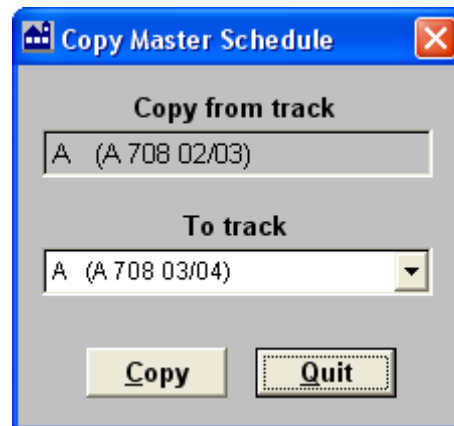 Copy Master Schedule
Copy from track
A (A 708 02/03)
To track
A (A 708 03/04)
Copy
Quit